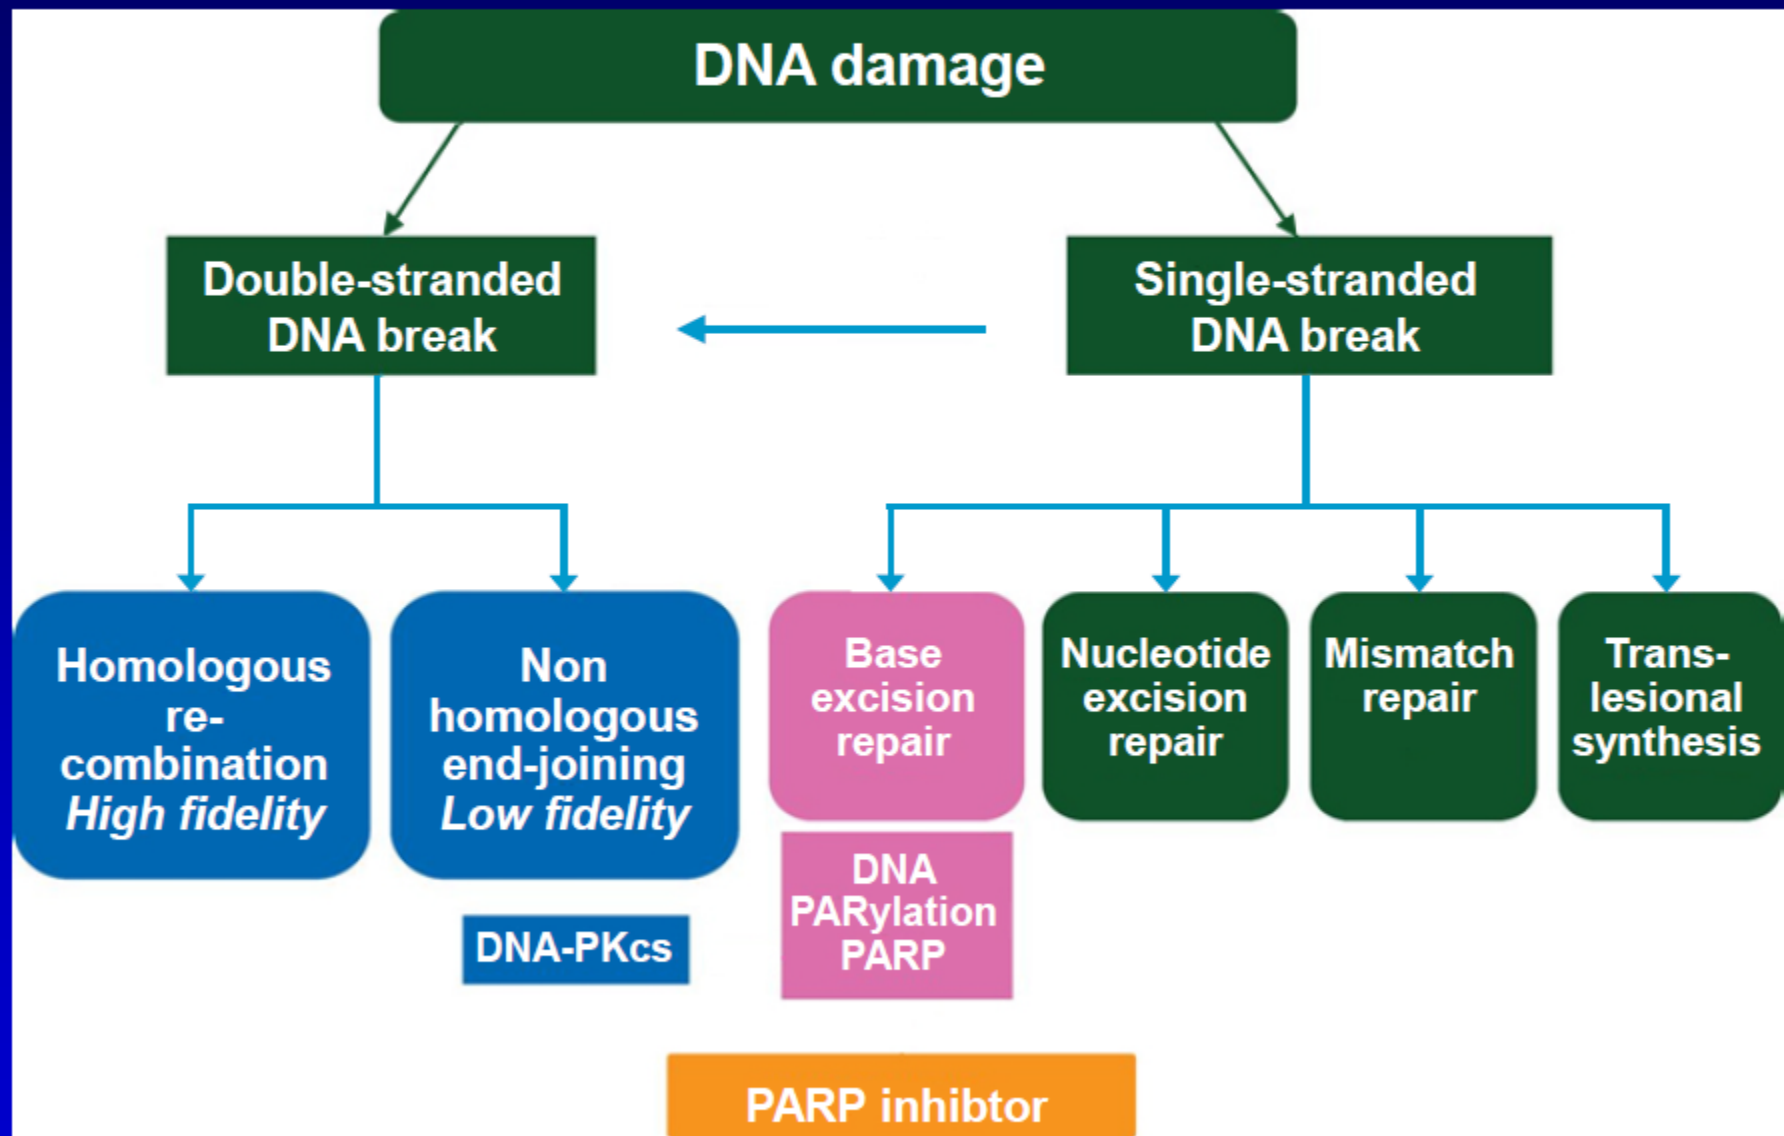 DNA damage
Double-stranded
DNA break
Single-stranded
DNA break
Homologous
re-
combination
High fidelity
Non
homologous
end-joining
Low fidelity
Base
excision
repair
Nucleotide
excision
repair
Mismatch
repair
Trans-
lesional
synthesis
DNA-PKcs
DNA
PARylation
PARP
PARP inhibtor